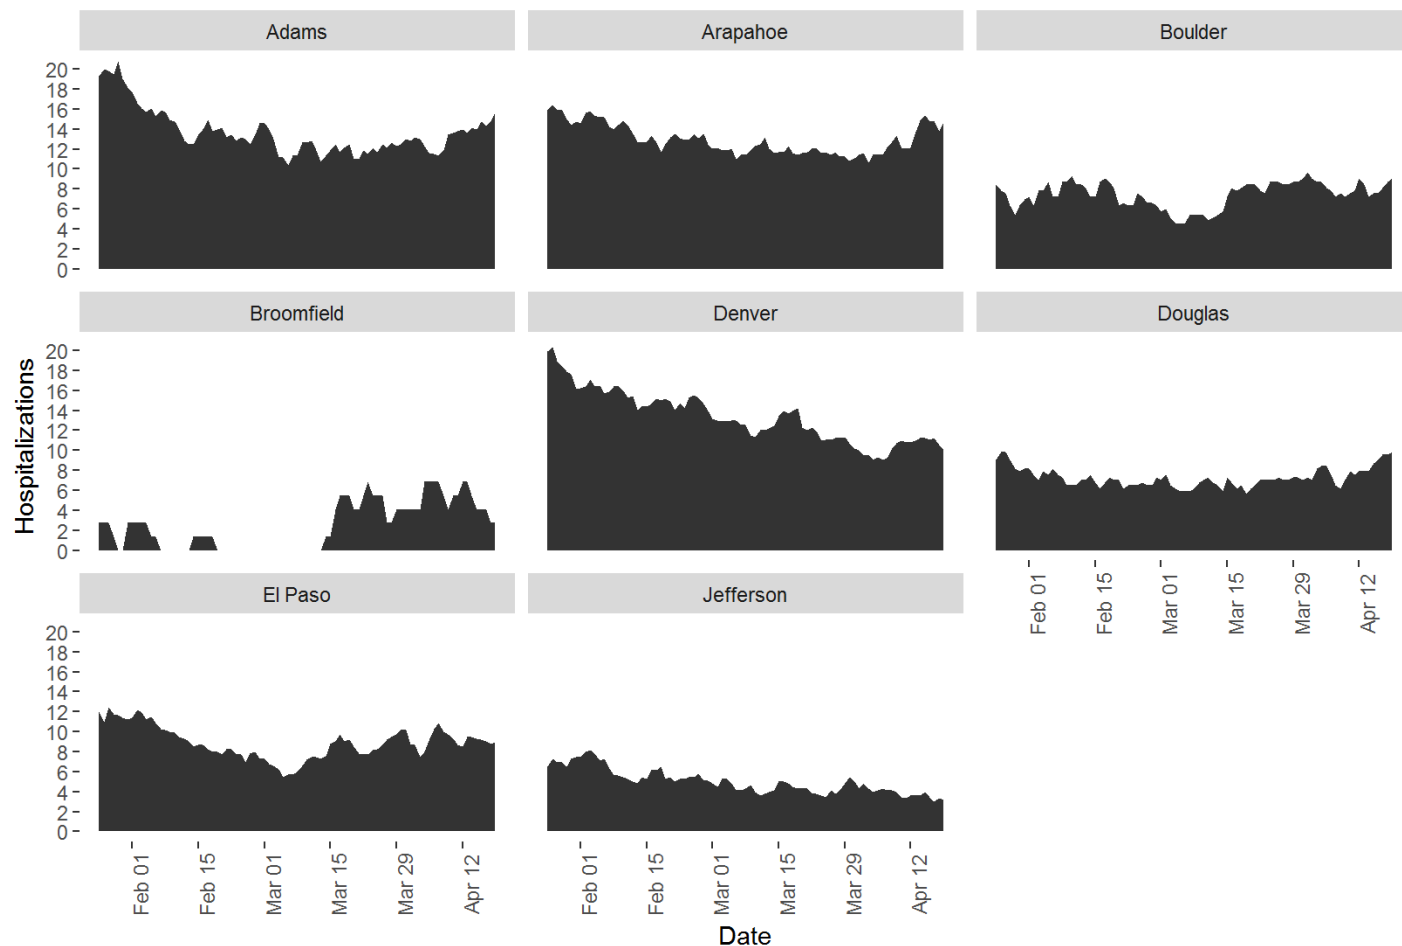 Adams
Arapahoe
Boulder
20
18
16
14
12
10
8
6
4
2
0
Broomfield
Denver
Douglas
20
18
16
14
12
10
8
6
4
2
0
Hospitalizations
Feb 01
Feb 15
Mar 01
Mar 15
Mar 29
Apr 12
El Paso
Jefferson
20
18
16
14
12
10
8
6
4
2
0
Feb 01
Feb 15
Mar 01
Mar 15
Mar 29
Apr 12
Feb 01
Feb 15
Mar 01
Mar 15
Mar 29
Apr 12
Date